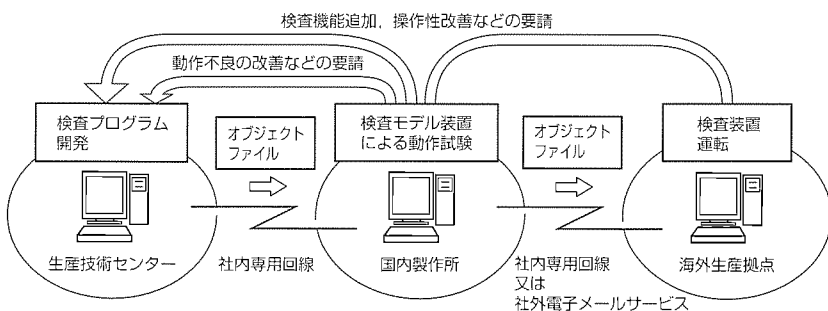 検査機能追加，操作性改善などの要請
動作不良の改善などの要請
検査プログラム
開発
オブジェクト
ファイル
検査モデル装置
による動作試験
オブジェクト
ファイル
検査装置
運転
生産技術センター
社内専用回線
国内製作所
社内専用回線
又は
社外電子メールサービス
海外生産拠点